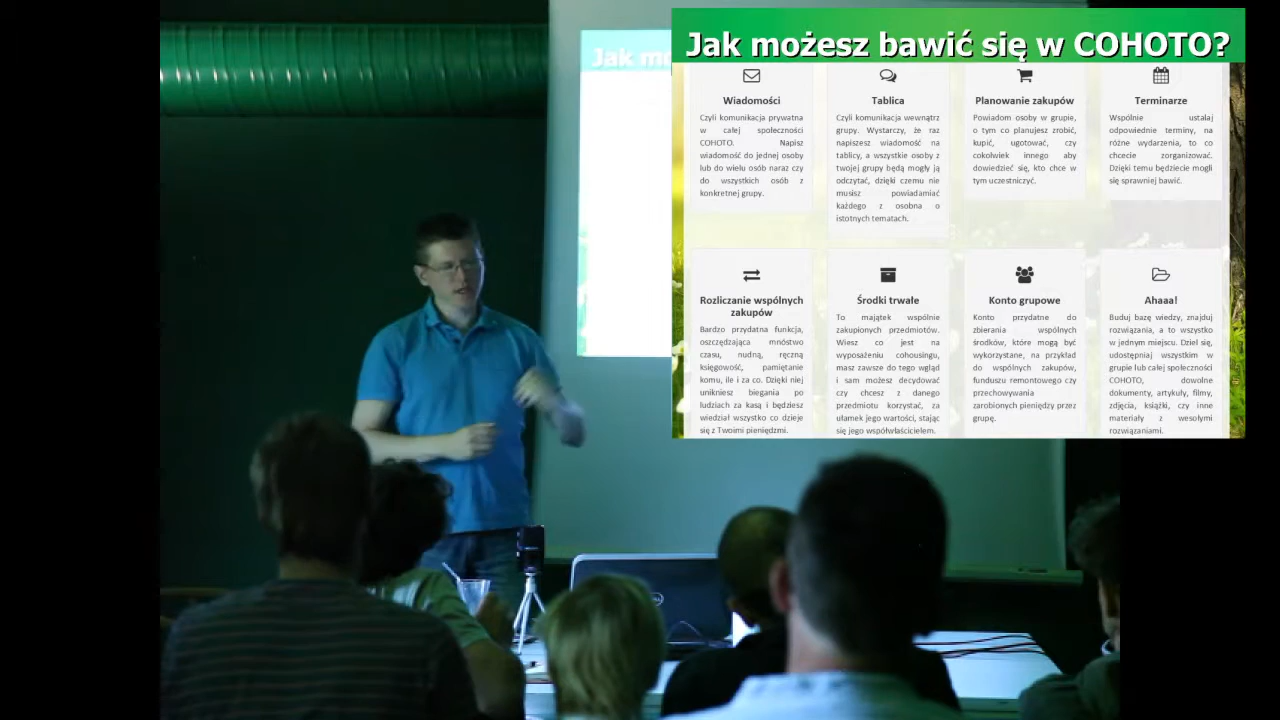 Jak możesz bawić się w COHOTO?
Jak mo
Wiadomości
Czyli komunikacja prywatna
w całej społeczności
COHOTO. Napisz
wiadomość do jednej osoby
lub do wielu osób naraz czy
do wszystkich osób z
konkretnej grupy.
Tablica
Czyli komunikacja wewnątrz
grupy. Wystarczy, że raz
napiszesz wiadomość na
tablicy, a wszystkie osoby z
twojej grupy będą mogły ją
odczytać, dzięki czemu nie
musisz powiadamiać
każdego z osobna o
istotnych tematach.
Planowanie zakupów
Powiadom osoby w grupie,
o tym co planujesz zrobić,
kupić, ugotować, czy
cokolwiek innego aby
dowiedzieć się, kto chce w
tym uczestniczyć.
Terminarze
Wspólnie ustalaj
odpowiednie terminy, na
różne wydarzenia, to co
chcecie zorganizować.
Dzięki temu będziecie mogli
się sprawniej bawić.
Rozliczanie wspólnych
zakupów
Bardzo przydatna funkcja,
oszczędzająca mnóstwo
czasu, nudną, ręczną
księgowość, pamiętanie
komu, ile i za co. Dzięki niej
unikniesz biegania po
ludziach za kasą i będziesz
wiedział wszystko co dzieje
się z Twoimi pieniędzmi.
Środki trwałe
To majątek wspólnie
zakupionych przedmiotów.
Wiesz co jest na
wyposażeniu cohousingu,
masz zawsze do tego wgląd
i sam możesz decydować
czy chcesz z danego
przedmiotu korzystać, za
ułamek jego wartości, stając
się jego współwłaścicielem.
Konto grupowe
Konto przydatne do
zbierania wspólnych
środków, które mogą być
wykorzystane, na przykład
do wspólnych zakupów,
funduszu remontowego czy
przechowywania
zarobionych pieniędzy przez
grupę.
Ahaaa!
Buduj bazę wiedzy, znajduj
rozwiązania, a to wszystko
w jednym miejscu. Dziel się,
udostępniaj wszystkim w
grupie lub całej społeczności
COHOTO, dowolne
dokumenty, artykuły, filmy,
zdjęcia, książki, czy inne
materiały z wesołymi
rozwiązaniami.